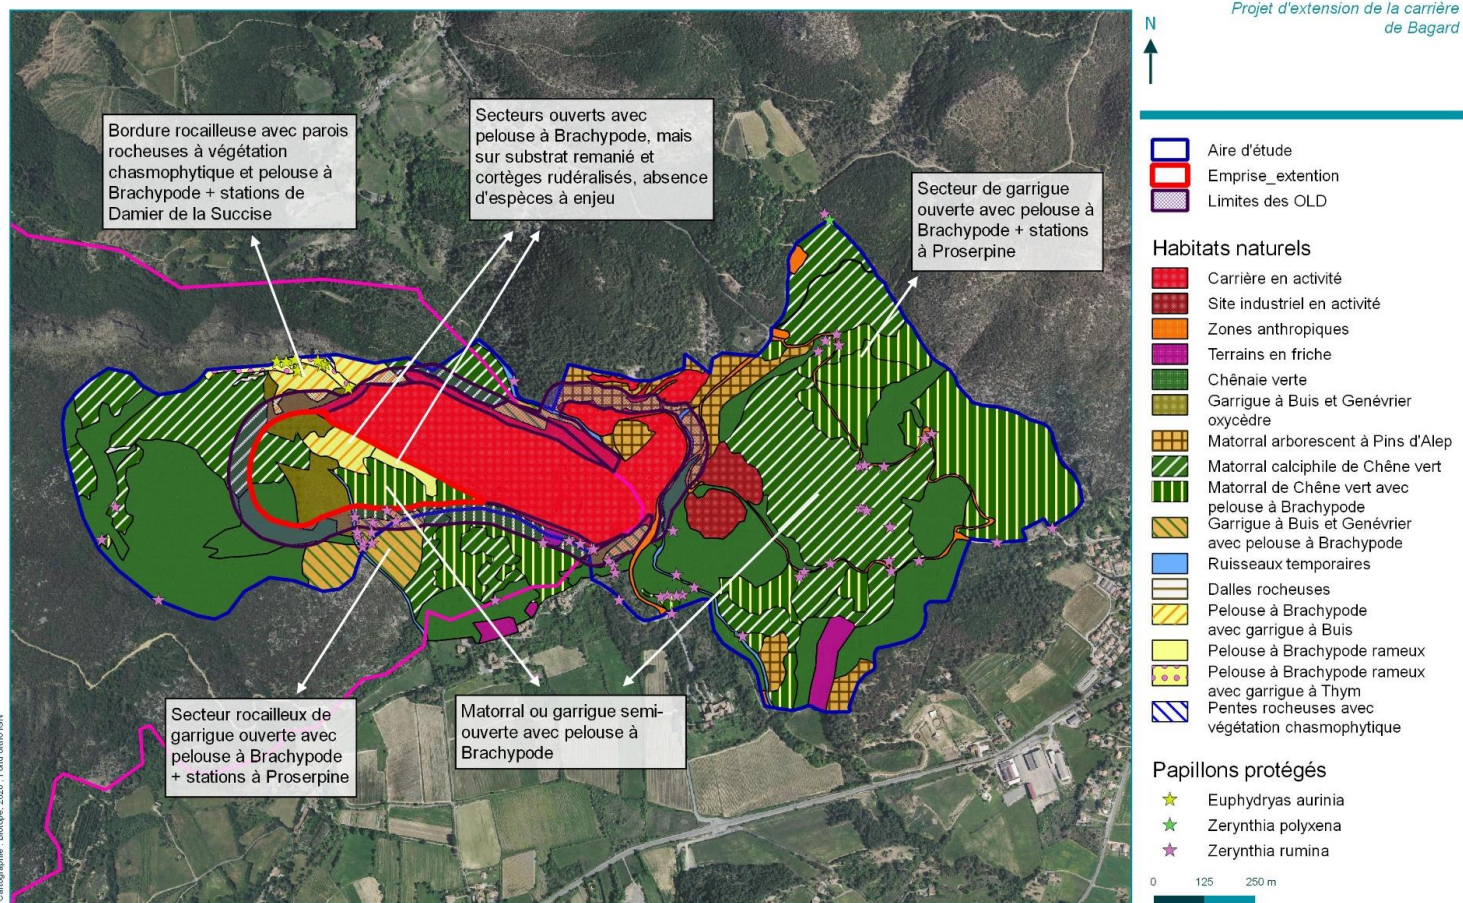 Projet d'extension de la carrière
de Bagard
N
Bordure rocailleuse avec parois
rocheuses à végétation
chasmophytique et pelouse à
Brachypode + stations de
Damier de la Succise
Secteurs ouverts avec
pelouse à Brachypode, mais
sur substrat remanié et
cortèges rudéralisés, absence
d'espèces à enjeu
Secteur de garrigue
ouverte avec pelouse à
Brachypode + stations
à Proserpine
Secteur rocailleux de
garrigue ouverte avec
pelouse à Brachypode
+ stations à Proserpine
Matorral ou garrigue semi-
ouverte avec pelouse à
Brachypode
Aire d'étude
Emprise_extention
Limites des OLD
Habitats naturels
Carrière en activité
Site industriel en activité
Zones anthropiques
Terrains en friche
Chênaie verte
Garrigue à Buis et Genévrier
oxycèdre
Matorral arborescent à Pins d'Alep
Matorral calciphile de Chêne vert
Matorral de Chêne vert avec
pelouse à Brachypode
Garrigue à Buis et Genévrier
avec pelouse à Brachypode
Ruisseaux temporaires
Dalles rocheuses
Pelouse à Brachypode
avec garrigue à Buis
Pelouse à Brachypode rameux
Pelouse à Brachypode rameux
avec garrigue à Thym
Pentes rocheuses avec
végétation chasmophytique
Papillons protégés
Euphydryas aurinia
Zerynthia polyxena
Zerynthia rumina
0 125 250 m